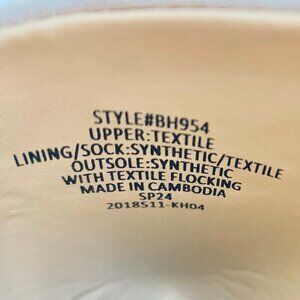 STYLE#BH954
UPPER:TEXTILE
LINING/SOCK:SYNTHETIC/TEXTILE
OUTSOLE:SYNTHETIC
WITH TEXTILE FLOCKING
MADE IN CAMBODIA
SP24
2018511-KH04